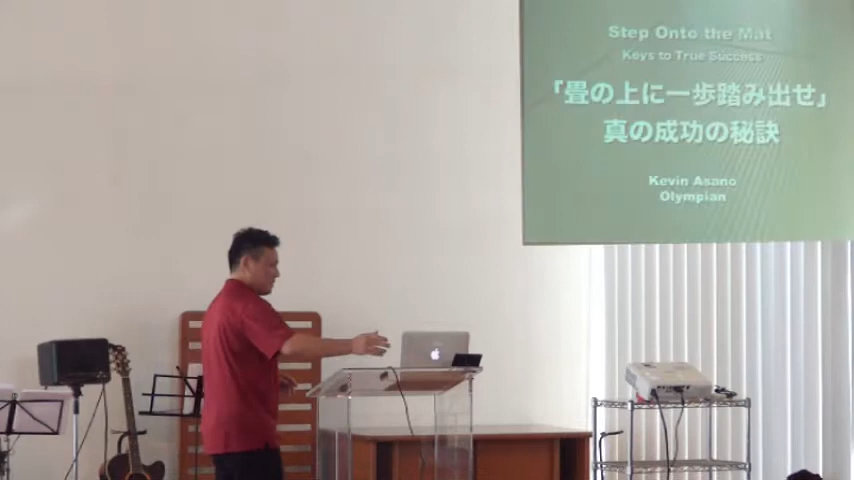 Step Onto the Mat
Keys to True Success
「畳の上に一歩踏み出せ」
真の成功の秘訣
Kevin Asano
Olympian